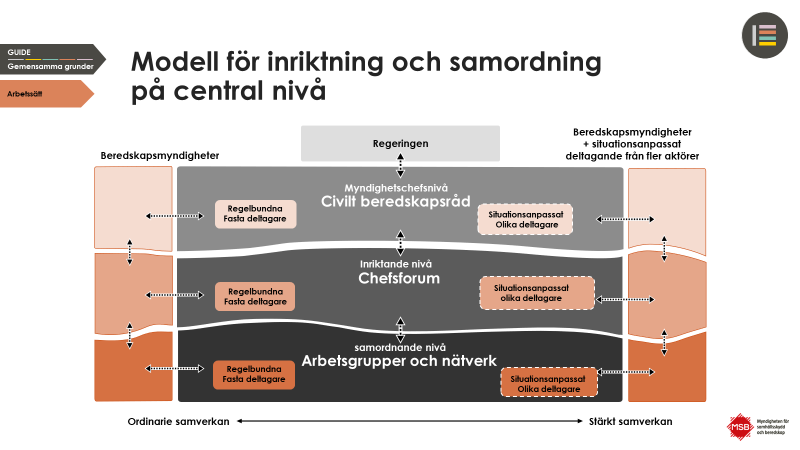 GUIDE
Gemensamma grunder
Arbetssätt
Modell för inriktning och samordning
på central nivå
Regeringen
Beredskapsmyndigheter
Beredskapsmyndigheter
+ situationsanpassat
deltagande från fler aktörer
Myndighetschefsnivå
Civilt beredskapsråd
Regelbundna
Fasta deltagare
Situationsanpassat
Olika deltagare
Inriktande nivå
Chefsforum
Regelbundna
Fasta deltagare
Situationsanpassat
olika deltagare
samordnande nivå
Arbetsgrupper och nätverk
Regelbundna
Fasta deltagare
Situationsanpassat
Olika deltagare
Ordinarie samverkan
Stärkt samverkan
MSB
Myndigheten för
samhällsskydd
och beredskap